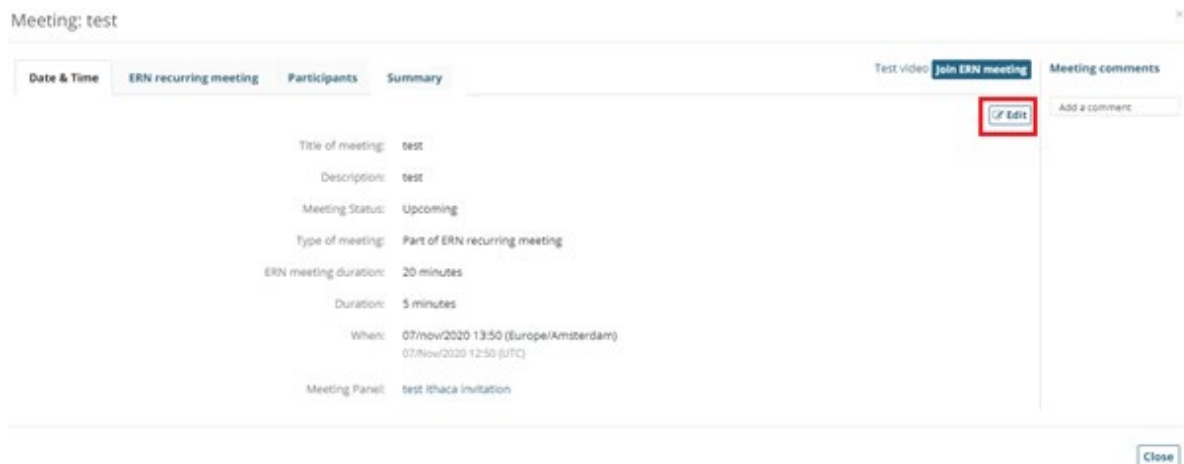 Meeting: test
Date & Time ERN recurring meeting Participants Summary
Test video Join ERN meeting
Meeting comments
Edit
Add a comment
Title of meeting: test
Description: test
Meeting Status: Upcoming
Type of meeting: Part of ERN recurring meeting
ERN meeting duration: 20 minutes
Duration: 5 minutes
When: 07/nov/2020 13:50 (Europe/Amsterdam)
07/Nov/2020 12:50 (UTC)
Meeting Panel: test Ithaca invitation
Close